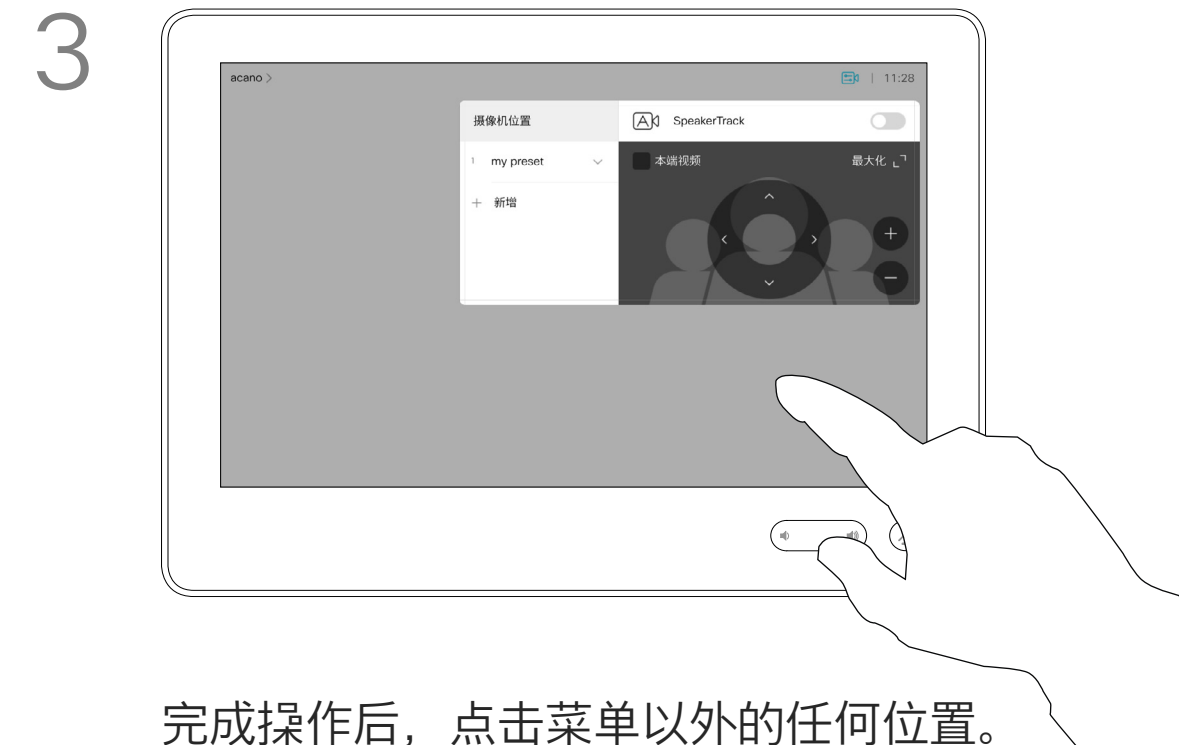 3
acano >
| 11:28
摄像机位置
SpeakerTrack
1 my preset
本端视频
最大化
+ 新增
完成操作后，点击菜单以外的任何位置。